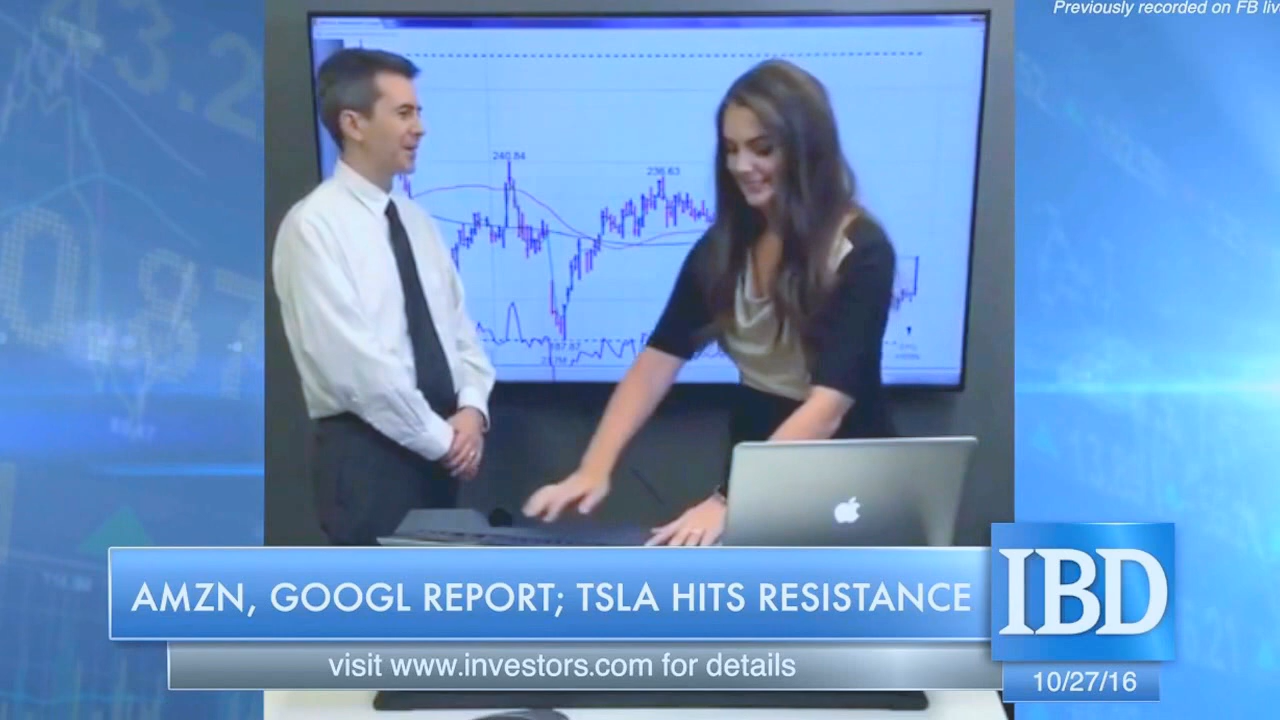 Previously recorded on FB liv
240.84
236.63
AMZN, GOOGL REPORT; TSLA HITS RESISTANCE
IBD
visit www.investors.com for details
10/27/16